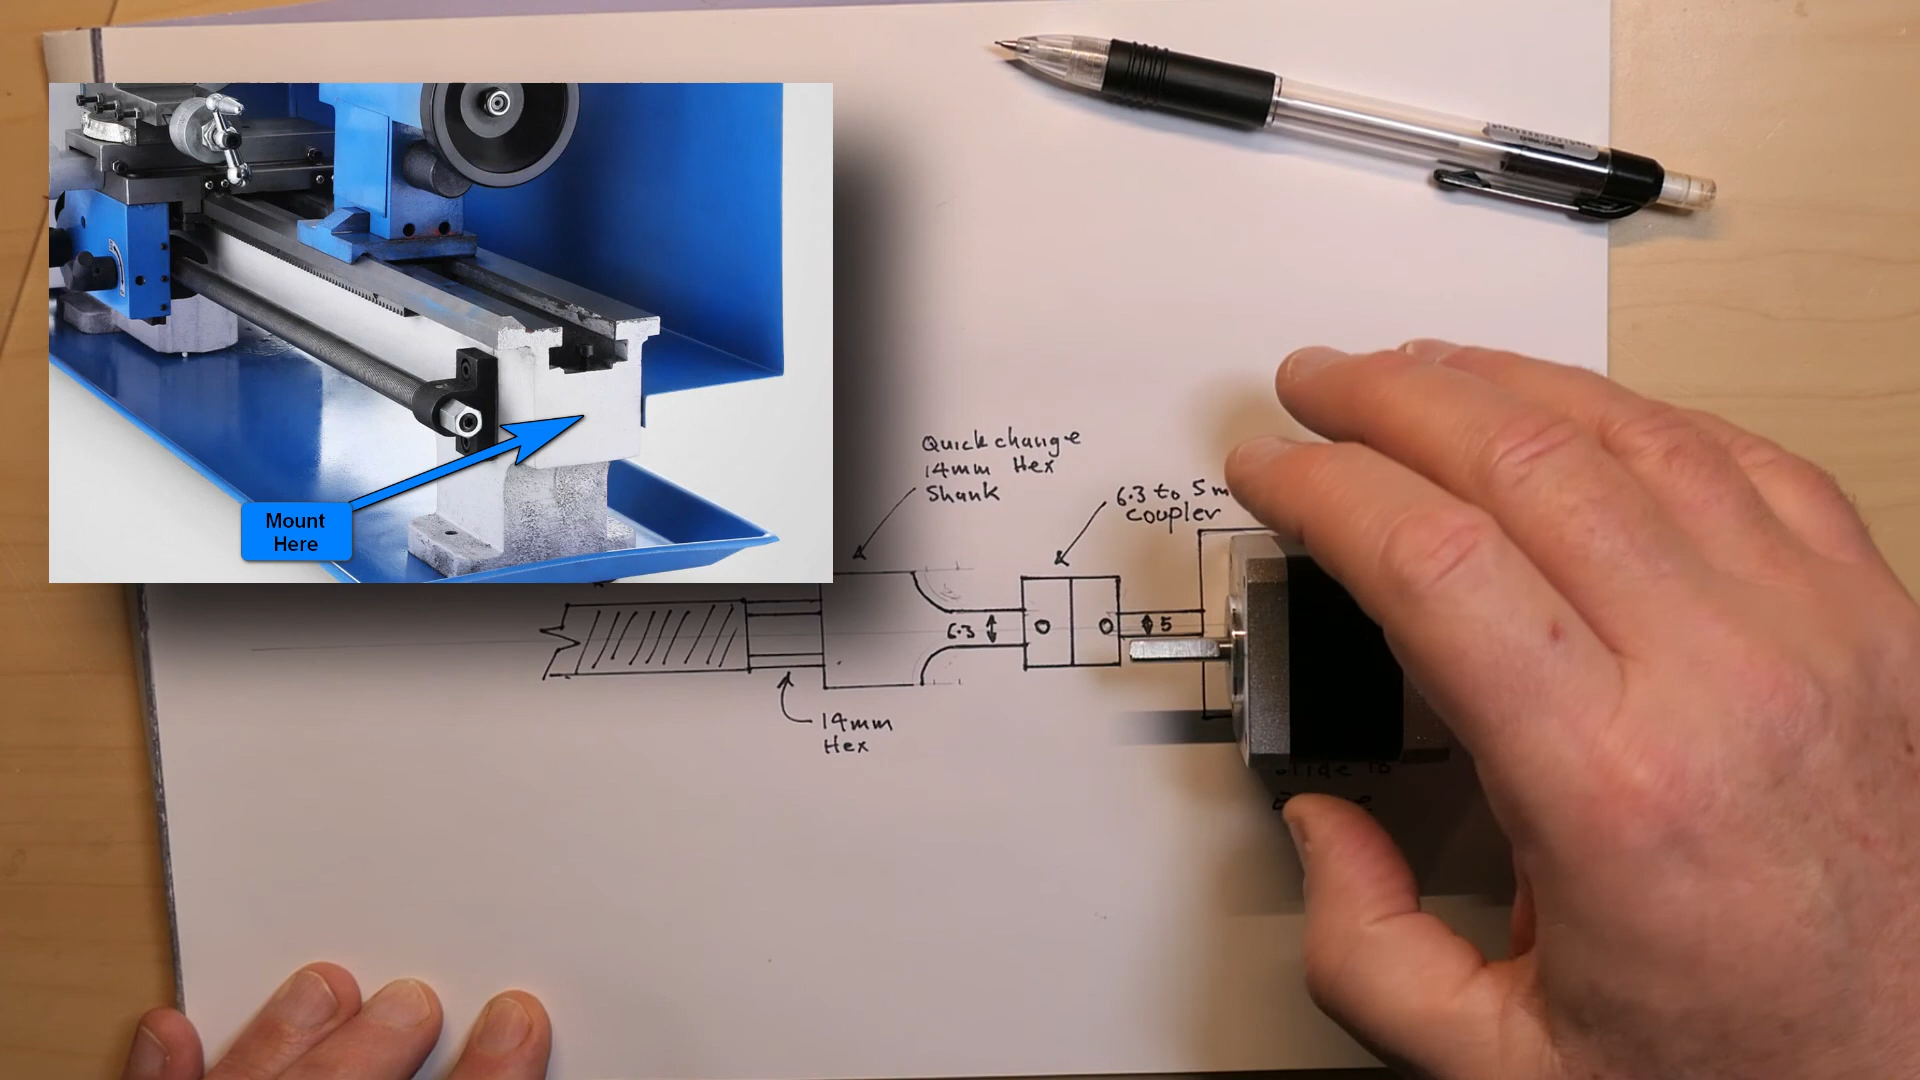 Mount
Here
Quick change
14mm Hex
Shank
6.3 to 5 m
coupler
6.3
5
14mm
Hex